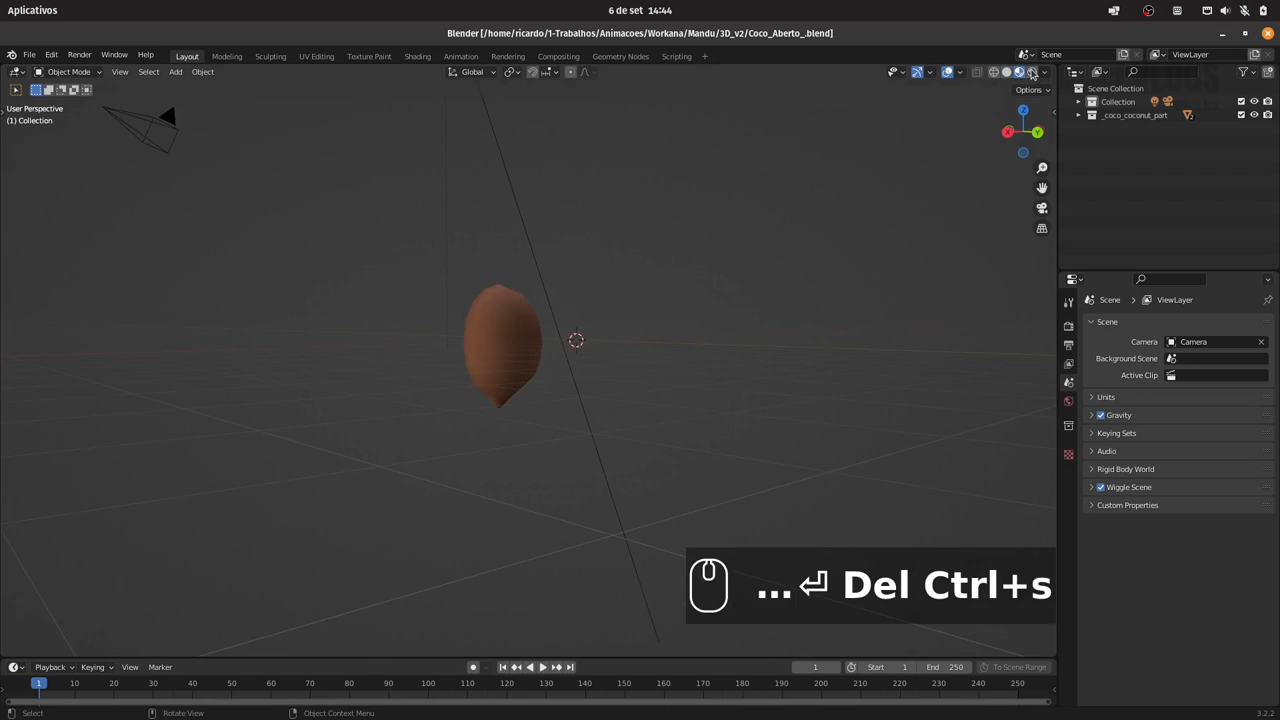 Aplicativos
6 de set 14:44
Blender [/home/ricardo/1-Trabalhos/Animacoes/Workana/Mandu/3D_v2/Coco_Aberto_.blend]
File Edit Render Window Help
Layout Modeling Sculpting UV Editing Texture Paint Shading Animation Rendering Compositing Geometry Nodes Scripting +
Scene
ViewLayer
Object Mode View Select Add Object
Global
Options
User Perspective
(1) Collection
Z
X
Y
Scene Collection
Collection
_coco_coconut_part
2
Scene > ViewLayer
Scene
Camera Camera
Background Scene
Active Clip
Units
Gravity
Keying Sets
Audio
Rigid Body World
Wiggle Scene
Custom Properties
...⏎ Del Ctrl+s
Playback Keying View Marker
1
Start 1 End 250
To Scene Range
1 10 20 30 40 50 60 70 80 90 100 110 120 130 140 150 160 170 180 190 200 210 220 230 240 250
Select Rotate View Object Context Menu
3.2.2